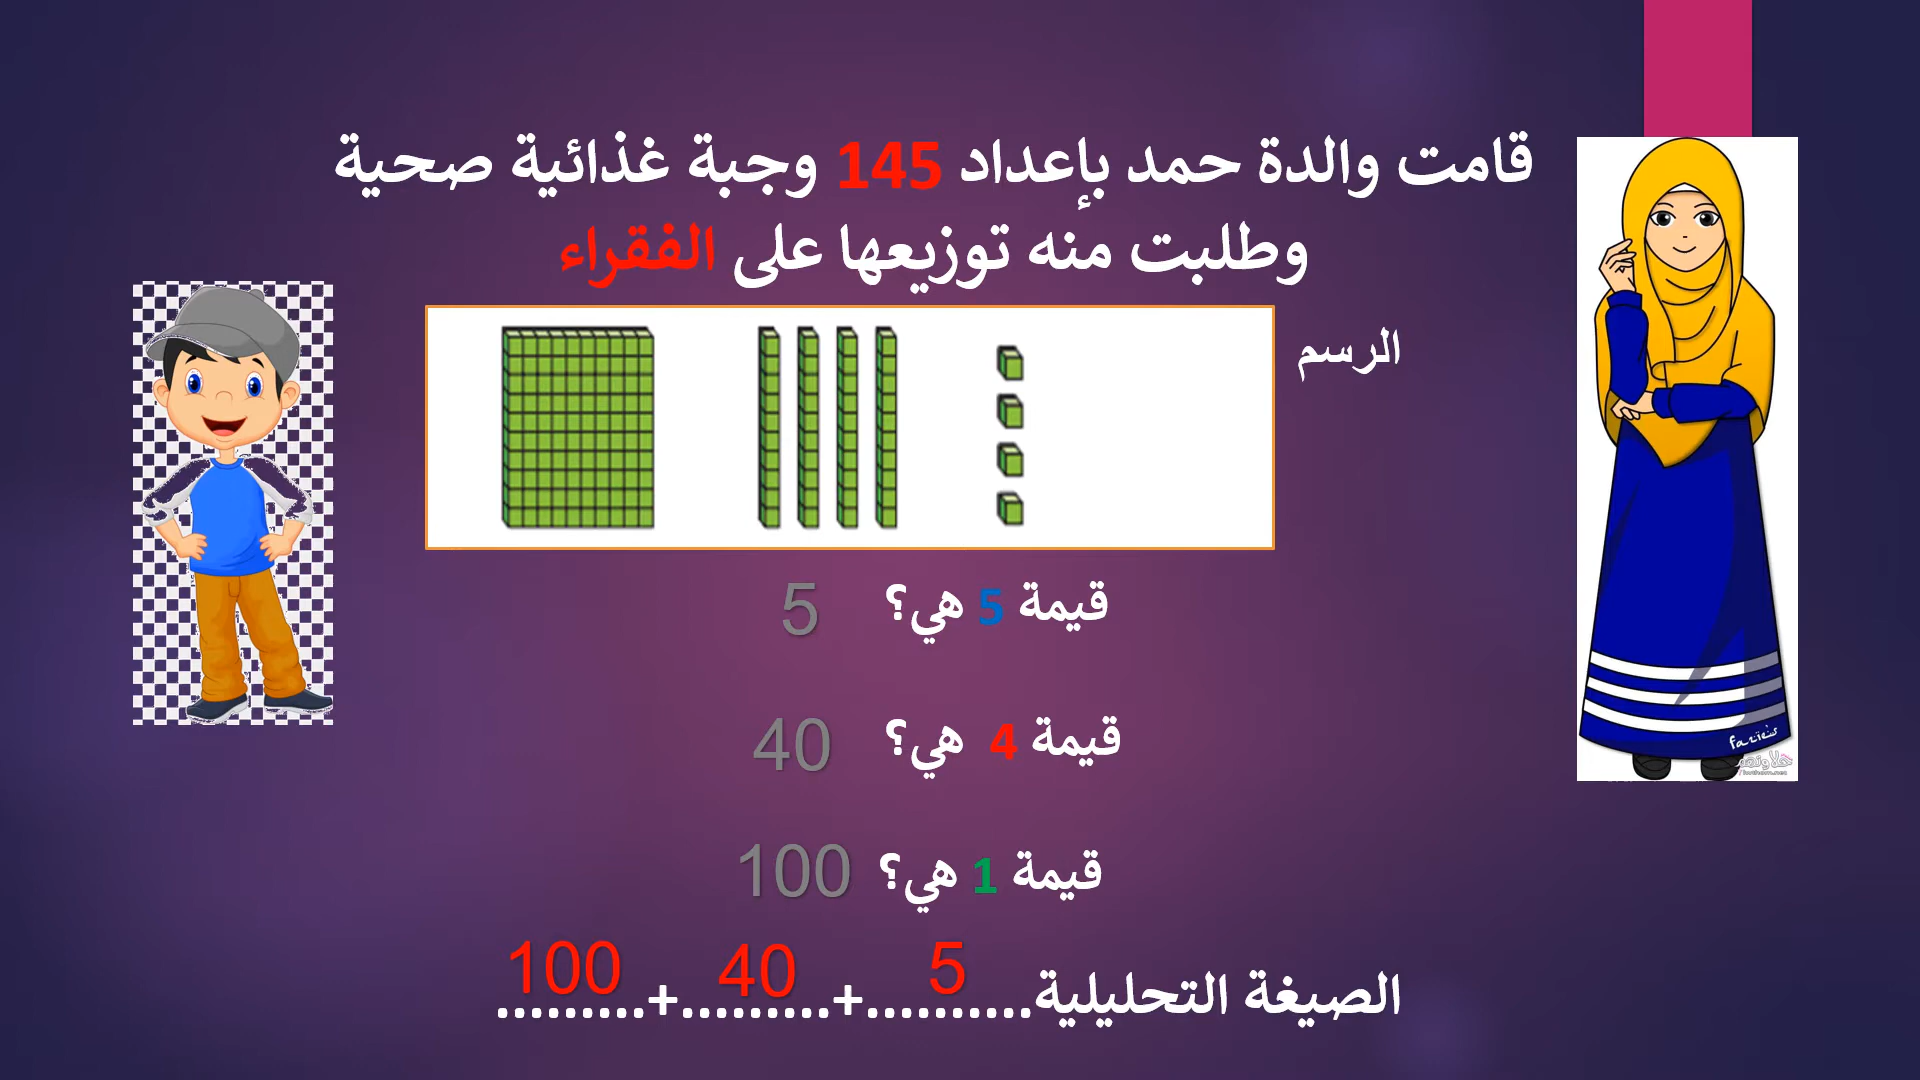 قامت والدة حمد بإعداد 145 وجبة غذائية صحية
وطلبت منه توزيعها على الفقراء
الرسم
قيمة 5 هي؟ 5
قيمة 4 هي؟ 40
قيمة 1 هي؟ 100
5 40 100
الصيغة التحليلية..........+.........+.........